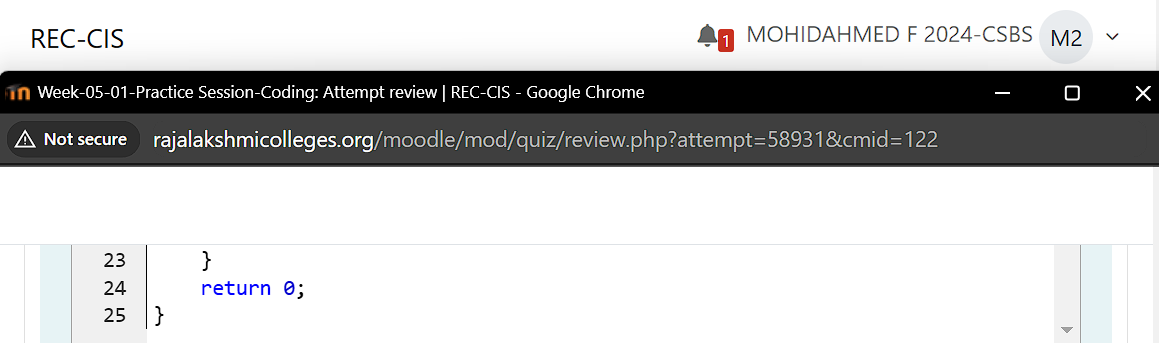 REC-CIS
1 MOHIDAHMED F 2024-CSBS M2
Week-05-01-Practice Session-Coding: Attempt review | REC-CIS - Google Chrome
Not secure rajalakshmicolleges.org/moodle/mod/quiz/review.php?attempt=58931&cmid=122
23 }
24 return 0;
25 }